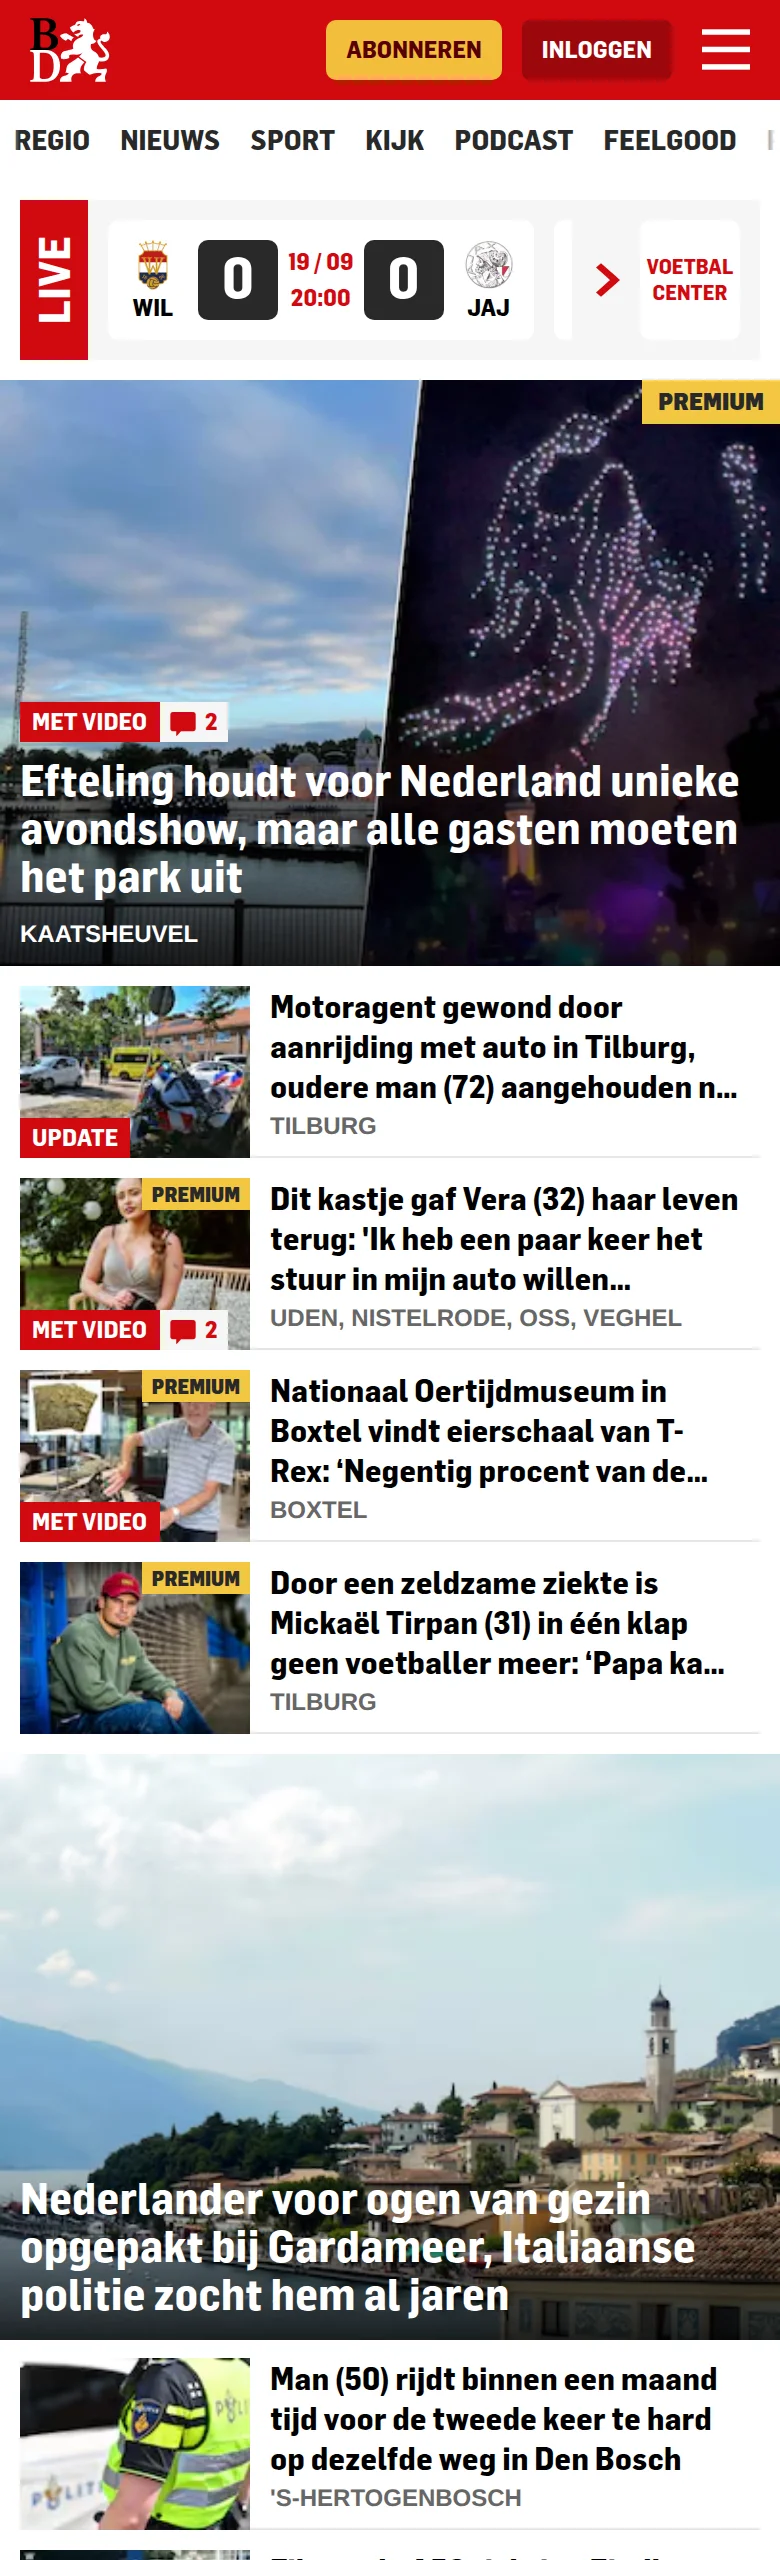 BD
ABONNEREN
INLOGGEN
REGIO NIEUWS SPORT KIJK PODCAST FEELGOOD
LIVE
WIL
0
19 / 09
20:00
0
JAJ
VOETBAL
CENTER
PREMIUM
MET VIDEO 2
Efteling houdt voor Nederland unieke
avondshow, maar alle gasten moeten
het park uit
KAATSHEUVEL
UPDATE
Motoragent gewond door
aanrijding met auto in Tilburg,
oudere man (72) aangehouden n...
TILBURG
PREMIUM
MET VIDEO 2
Dit kastje gaf Vera (32) haar leven
terug: 'Ik heb een paar keer het
stuur in mijn auto willen...
UDEN, NISTELRODE, OSS, VEGHEL
PREMIUM
MET VIDEO
Nationaal Oertijdmuseum in
Boxtel vindt eierschaal van T-
Rex: ‘Negentig procent van de...
BOXTEL
PREMIUM
Door een zeldzame ziekte is
Mickaël Tirpan (31) in één klap
geen voetballer meer: ‘Papa ka...
TILBURG
Nederlander voor ogen van gezin
opgepakt bij Gardameer, Italiaanse
politie zocht hem al jaren
Man (50) rijdt binnen een maand
tijd voor de tweede keer te hard
op dezelfde weg in Den Bosch
'S-HERTOGENBOSCH